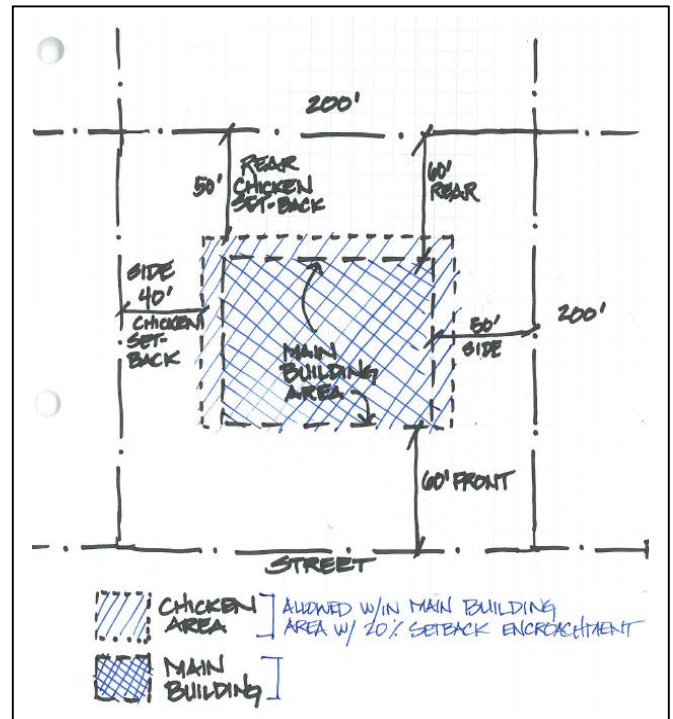 200'
50'
REAR
CHICKEN
SET-BACK
60'
REAR
SIDE
40'
CHICKEN
SET-
BACK
MAIN
BUILDING
AREA
50'
SIDE
200'
60' FRONT
STREET
CHICKEN
AREA
ALLOWED W/IN MAIN BUILDING
AREA W/ 20% SETBACK ENCROACHMENT
MAIN
BUILDING